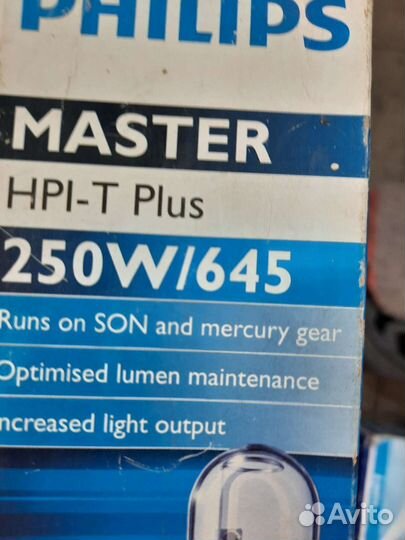 PHILIPS
MASTER
HPI-T Plus
250W/645
Runs on SON and mercury gear
Optimised lumen maintenance
ncreased light output
Avito